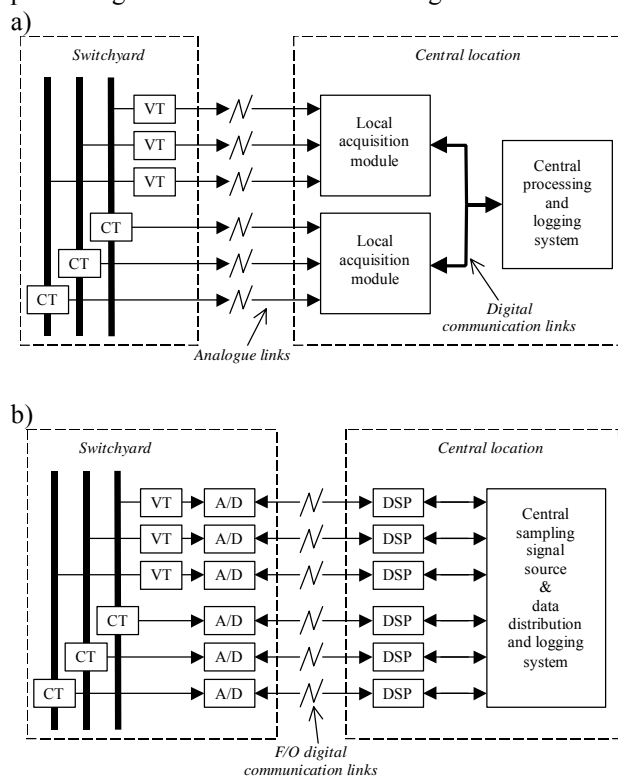 a)
Switchyard
Central location
VT
VT
VT
CT
CT
CT
Local
acquisition
module
Local
acquisition
module
Central
processing
and
logging
system
Analogue links
Digital
communication links
b)
Switchyard
Central location
VT
A/D
DSP
VT
A/D
DSP
VT
A/D
DSP
CT
A/D
DSP
CT
A/D
DSP
CT
A/D
DSP
Central
sampling
signal
source
&
data
distribution
and logging
system
F/O digital
communication links